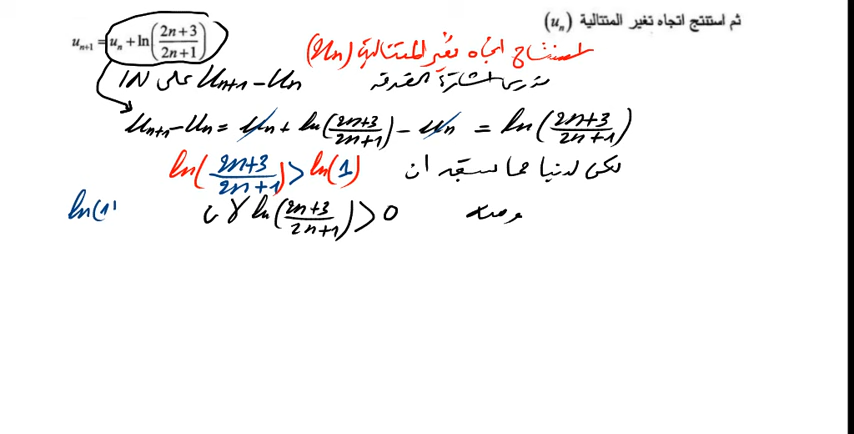 ثم استنتج اتجاه تغير المتتالية (uₙ)
uₙ₊₁ = uₙ + ln((2n+3)/(2n+1))
استنتاج اتجاه تغير المتتالية (Uₙ)
ندرس اشارة الفرق Uₙ₊₁ - Uₙ على IN
Uₙ₊₁ - Uₙ = Uₙ + ln((2n+3)/(2n+1)) - Uₙ = ln((2n+3)/(2n+1))
لكن لدينا مما سبق ان ln((2n+3)/(2n+1)) > ln(1)
ومنه ln((2n+3)/(2n+1)) > 0 لان ln(1)